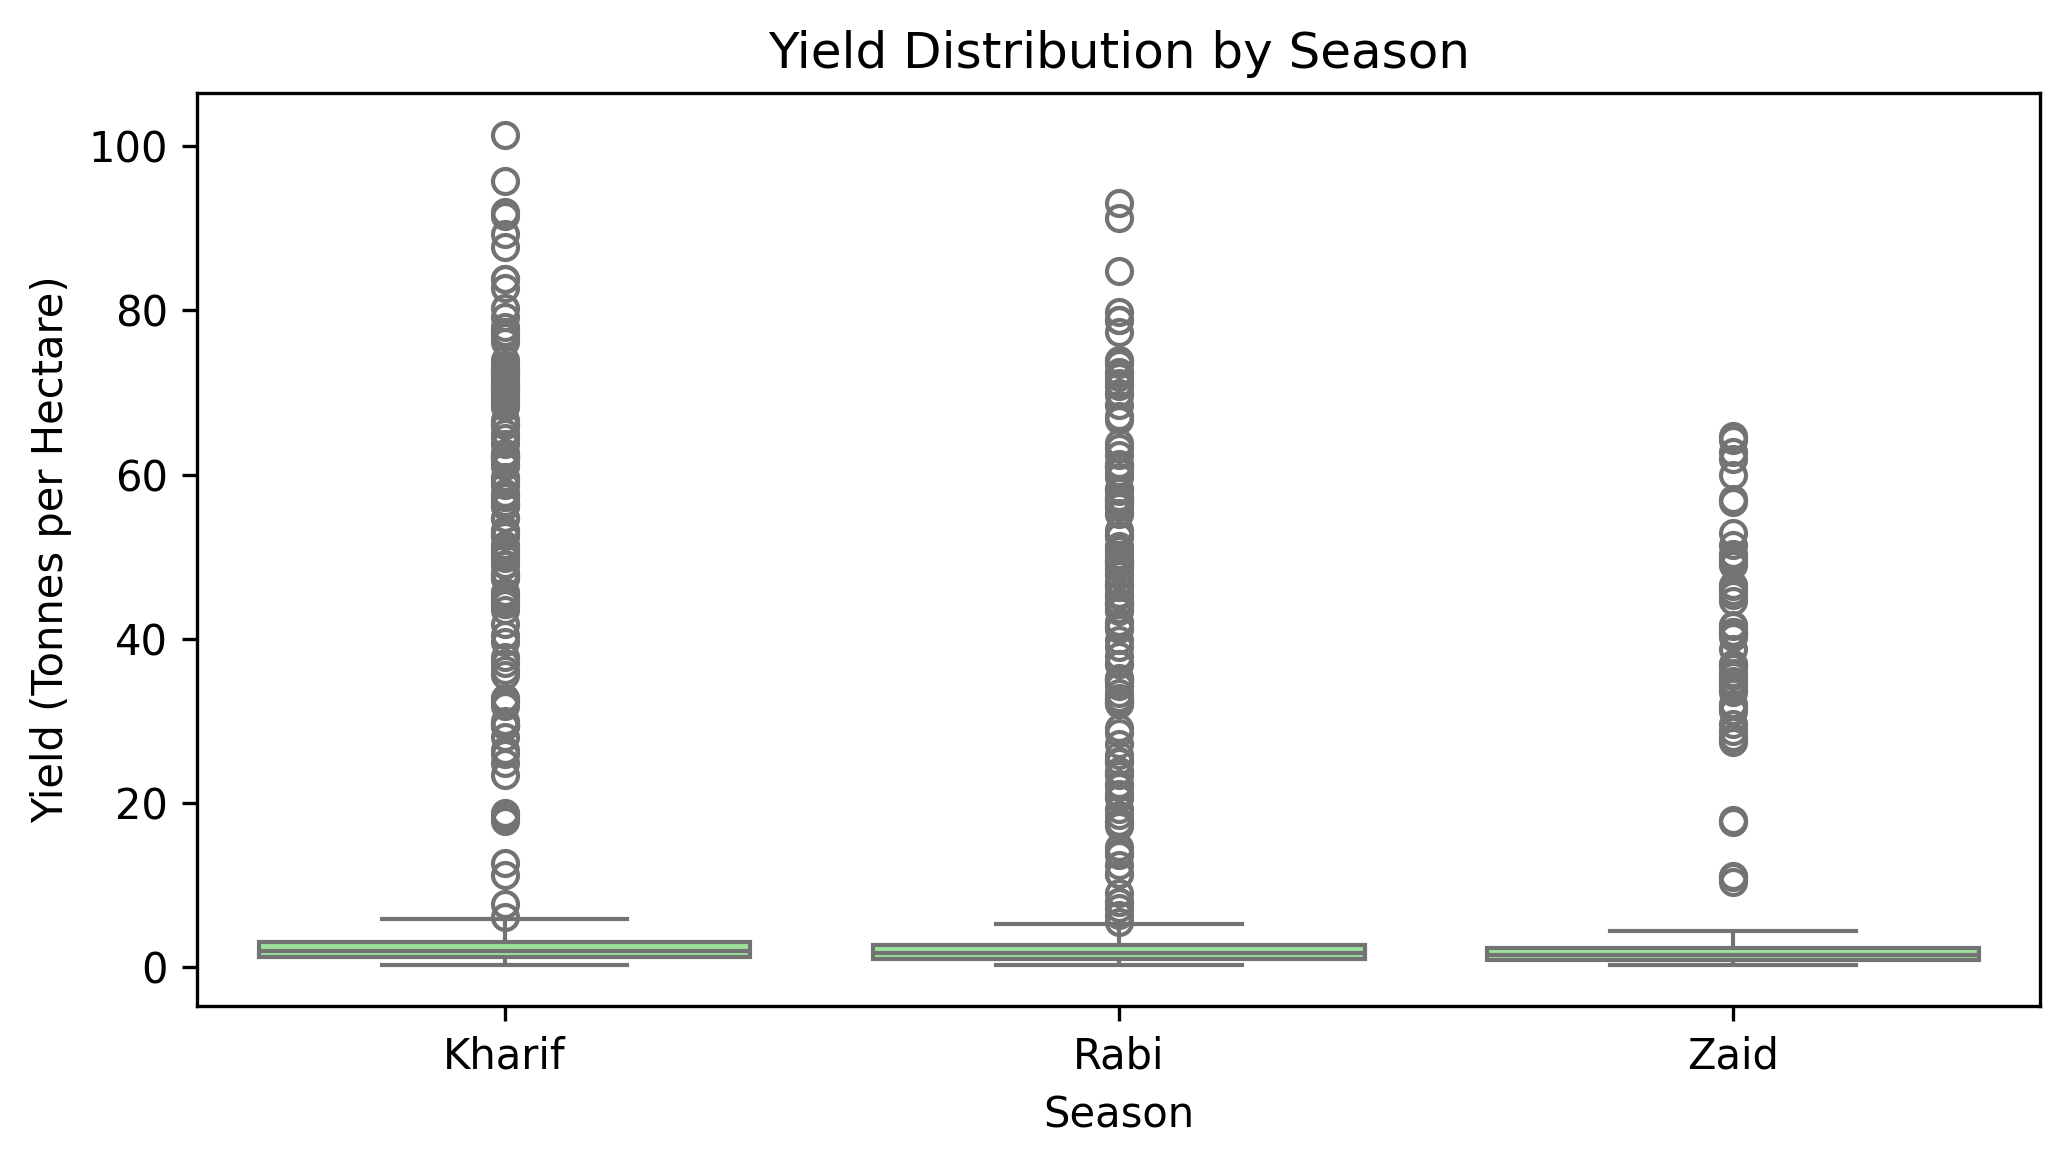 Yield Distribution by Season
Yield (Tonnes per Hectare)
100
80
60
40
20
0
Kharif
Rabi
Zaid
Season